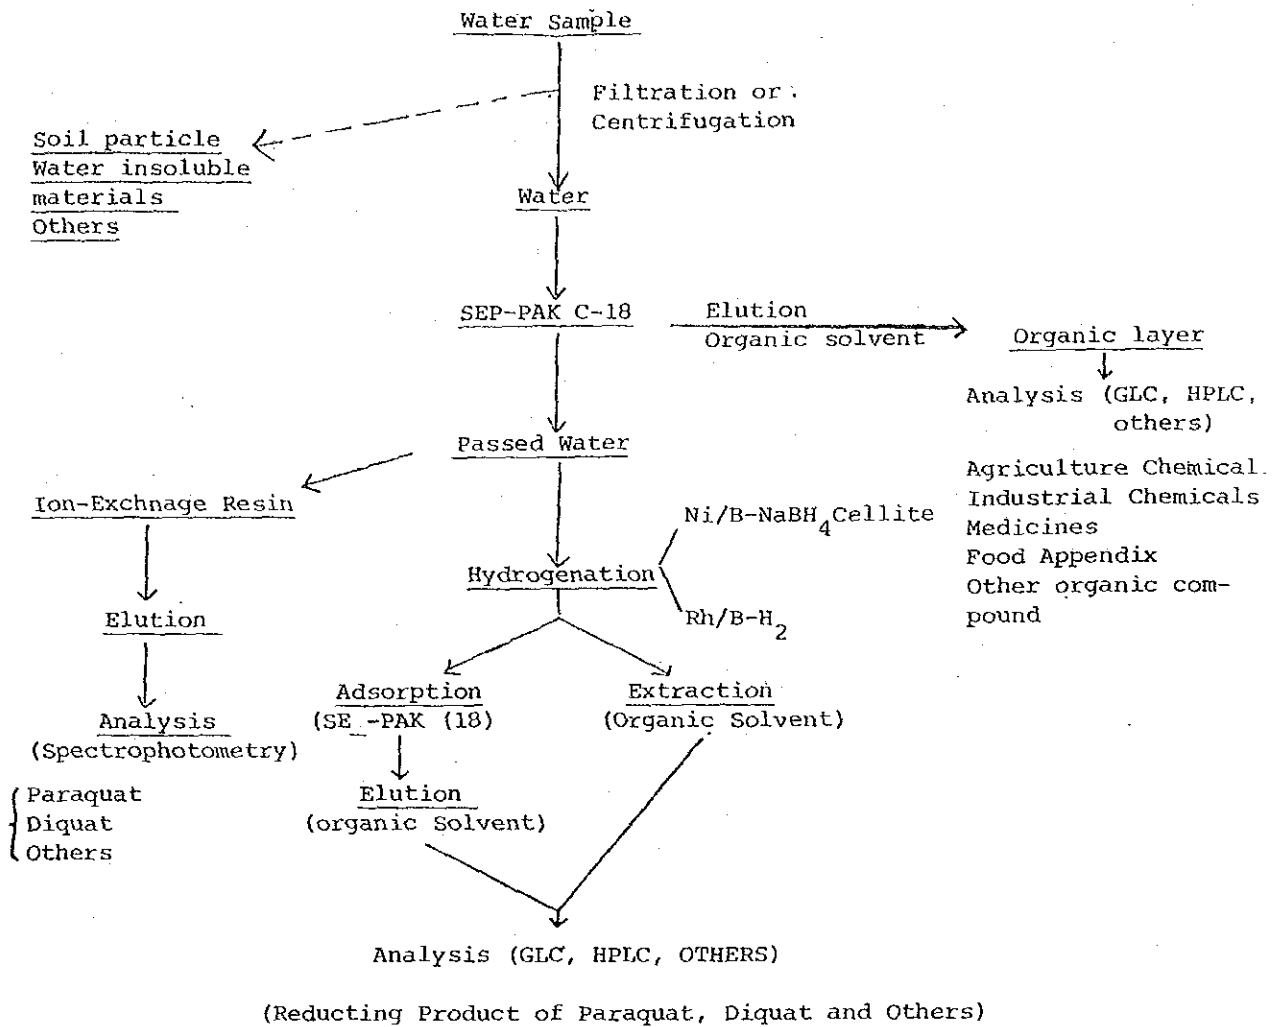 Water Sample
Filtration or
Centrifugation
Soil particle
Water insoluble
materials
Others
Water
SEP-PAK C-18
Elution
Organic solvent
Organic layer
Analysis (GLC, HPLC,
others)
Agriculture Chemical
Industrial Chemicals
Medicines
Food Appendix
Other organic com-
pound
Passed Water
Ion-Exchnage Resin
Elution
Analysis
(Spectrophotometry)
Paraquat
Diquat
Others
Hydrogenation
Ni/B-NaBH4Cellite
Rh/B-H2
Adsorption
(SE_-PAK (18)
Elution
(organic Solvent)
Extraction
(Organic Solvent)
Analysis (GLC, HPLC, OTHERS)
(Reducting Product of Paraquat, Diquat and Others)